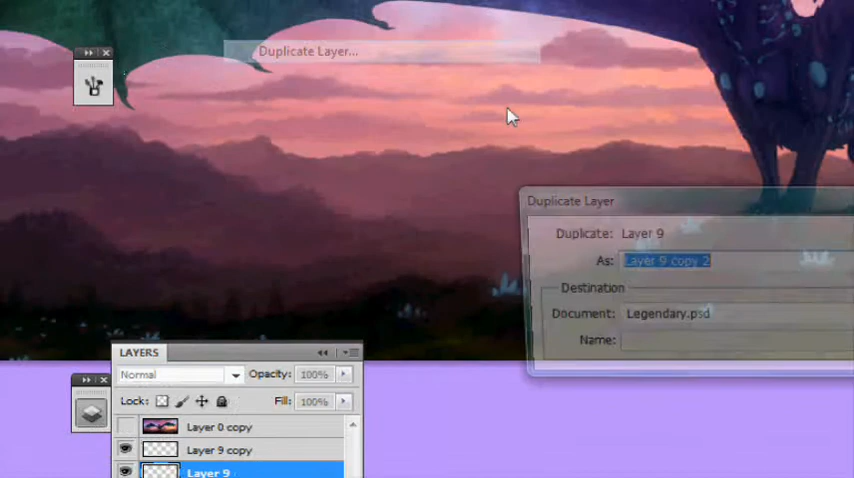 Duplicate Layer...
Duplicate Layer
Duplicate: Layer 9
As: Layer 9 copy 2
Destination
Document: Legendary.psd
Name:
LAYERS
Normal Opacity: 100%
Lock: Fill: 100%
Layer 0 copy
Layer 9 copy
Layer 9